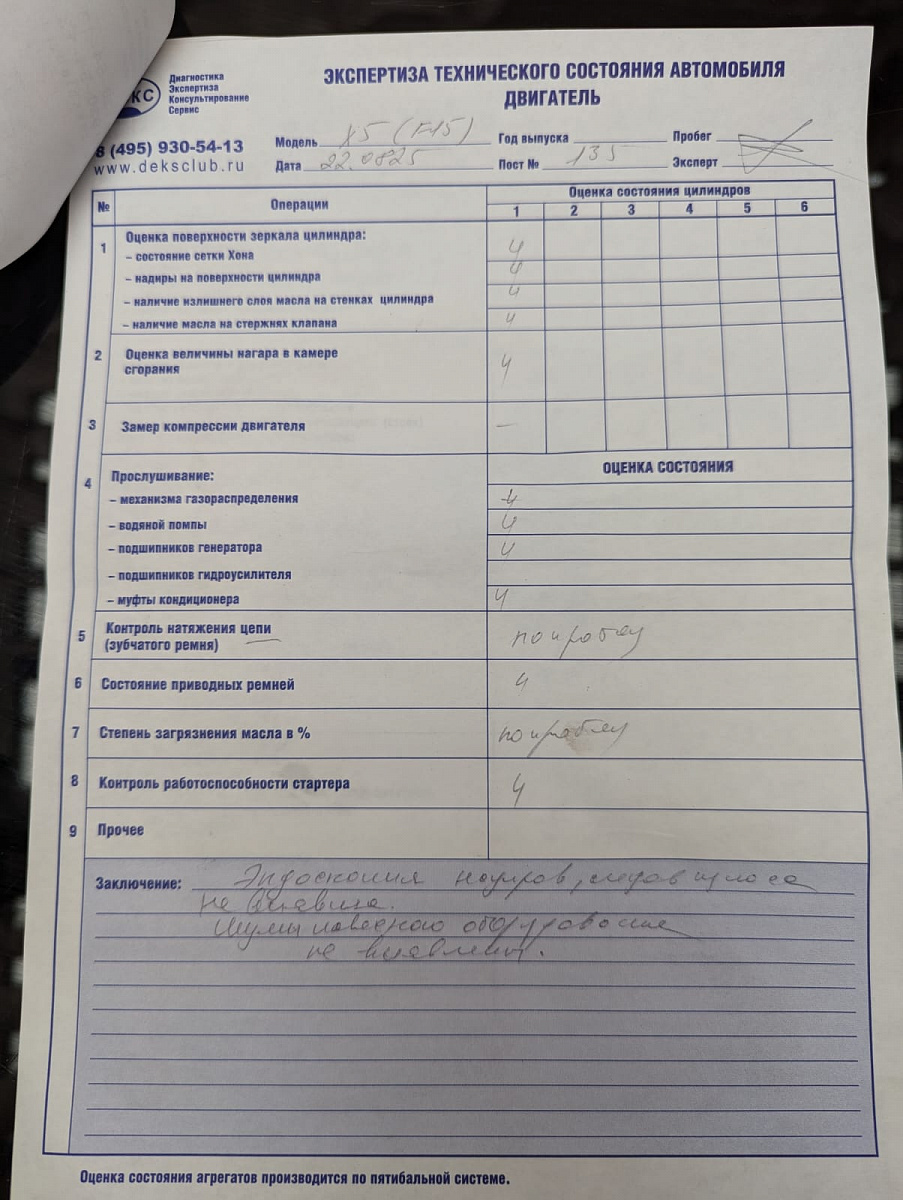 КС
Диагностика
Экспертиза
Консультирование
Сервис
8 (495) 930-54-13
www.deksclub.ru
ЭКСПЕРТИЗА ТЕХНИЧЕСКОГО СОСТОЯНИЯ АВТОМОБИЛЯ
ДВИГАТЕЛЬ
Модель X5 (F15) Год выпуска Пробег
Дата 22.0825 Пост № 135 Эксперт
№ Операции Оценка состояния цилиндров
1 2 3 4 5 6
1 Оценка поверхности зеркала цилиндра:
– состояние сетки Хона 4
– надиры на поверхности цилиндра 4
– наличие излишнего слоя масла на стенках цилиндра 4
– наличие масла на стержнях клапана 4
2 Оценка величины нагара в камере
сгорания 4
3 Замер компрессии двигателя –
4 Прослушивание: ОЦЕНКА СОСТОЯНИЯ
– механизма газораспределения 4
– водяной помпы 4
– подшипников генератора 4
– подшипников гидроусилителя
– муфты кондиционера 4
5 Контроль натяжения цепи
(зубчатого ремня) по пробегу
6 Состояние приводных ремней 4
7 Степень загрязнения масла в % по пробегу
8 Контроль работоспособности стартера 4
9 Прочее
Заключение: Эндоскопия надиров, следов износа
не выявила.
Шумы навесного оборудование
не выявлены.
Оценка состояния агрегатов производится по пятибальной системе.